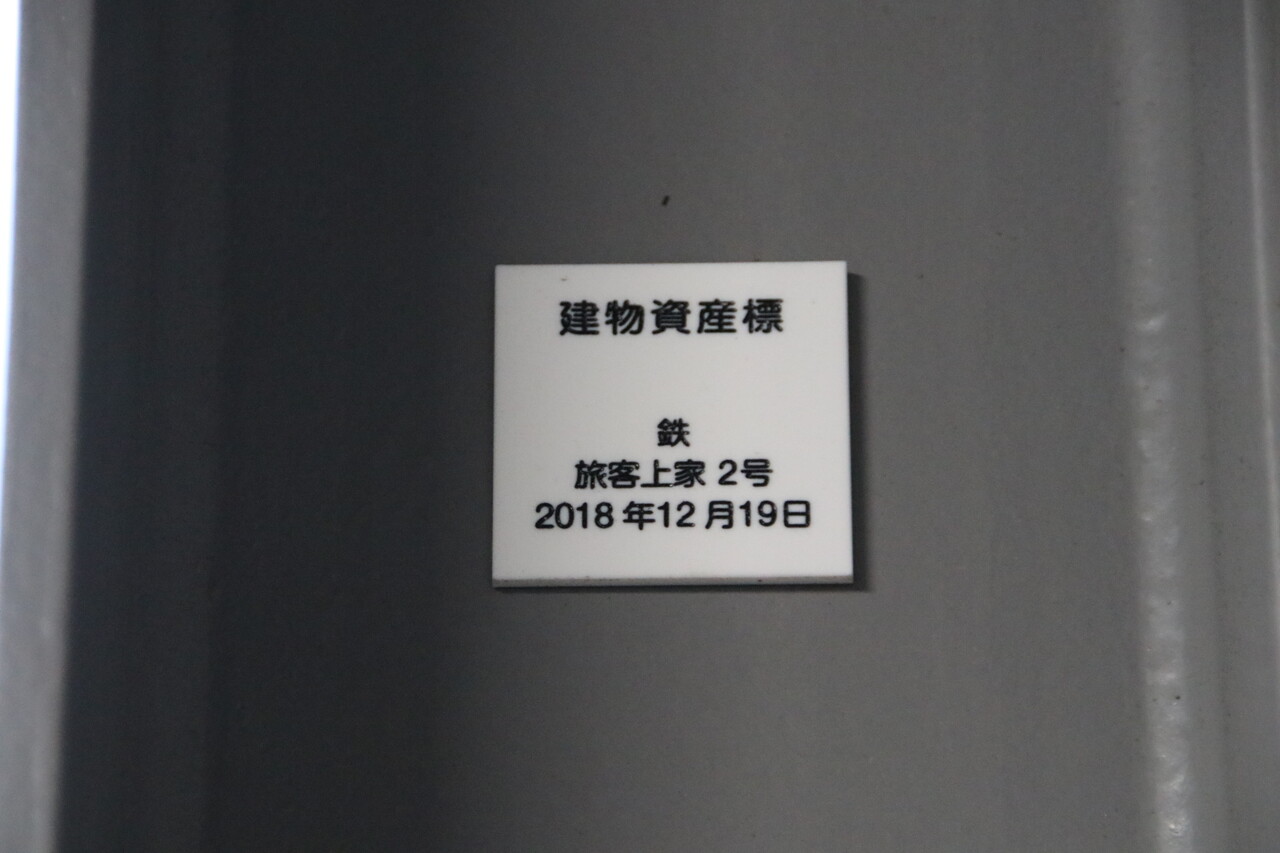 建物資産標
鉄
旅客上家 2号
2018年12月19日